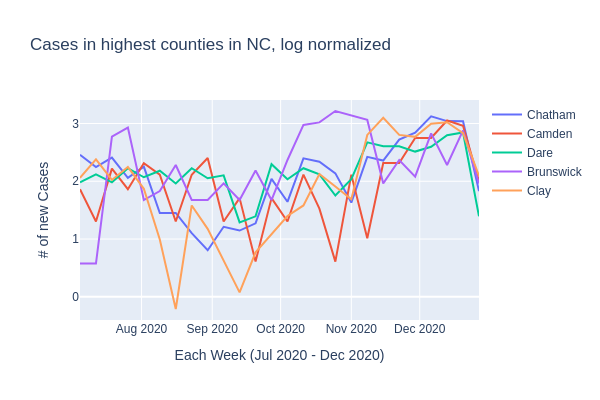 Cases in highest counties in NC, log normalized
Chatham
Camden
Dare
Brunswick
Clay
# of new Cases
3
2
1
0
Aug 2020
Sep 2020
Oct 2020
Nov 2020
Dec 2020
Each Week (Jul 2020 - Dec 2020)